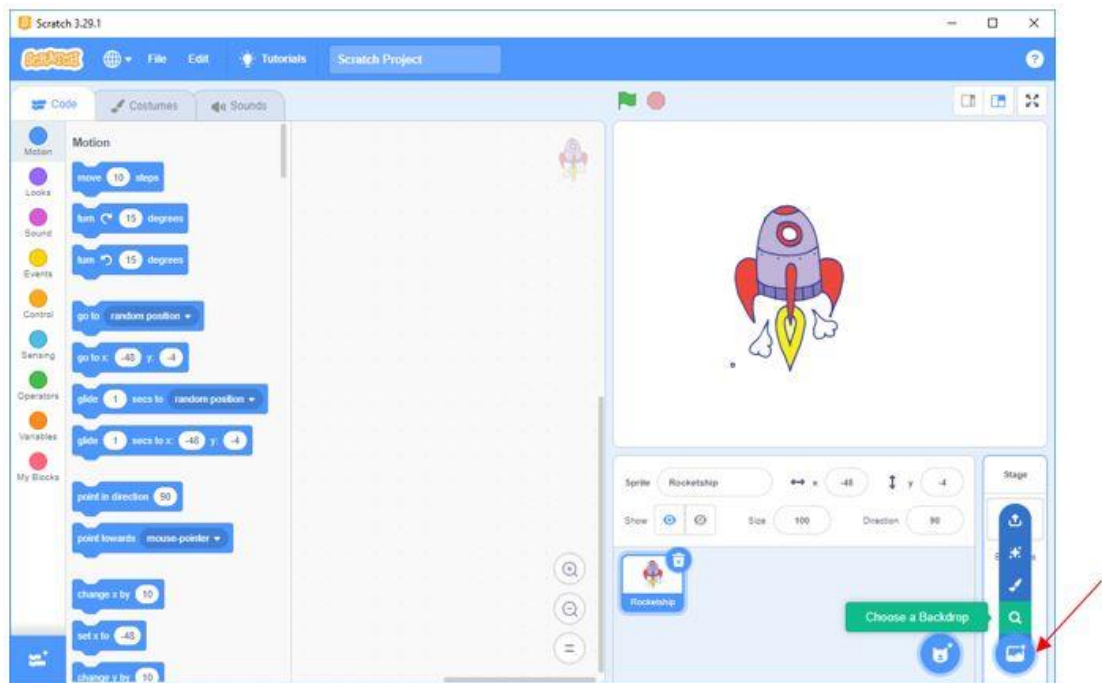 Scratch 3.29.1
SCRATCH File Edit Tutorials Scratch Project ?
Code Costumes Sounds
Motion
Looks
Sound
Events
Control
Sensing
Operators
Variables
My Blocks
Motion
move 10 steps
turn 15 degrees
turn 15 degrees
go to random position
go to x: -48 y: -4
glide 1 secs to random position
glide 1 secs to x: -48 y: -4
point in direction 90
point towards mouse-pointer
change x by 10
set x to -48
change y by 10
Sprite Rocketship x -48 y -4
Show Size 100 Direction 90
Rocketship
Stage
Choose a Backdrop